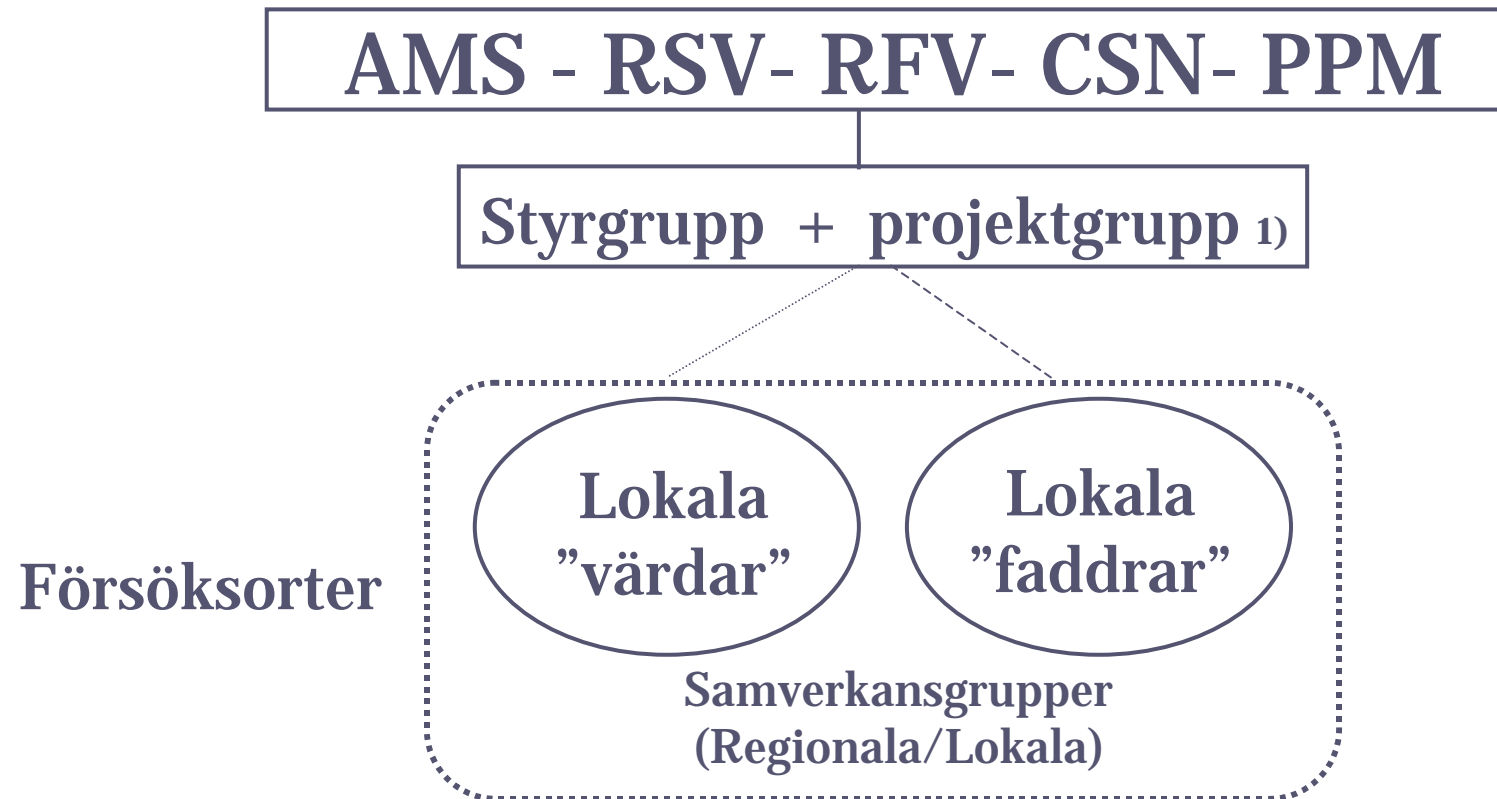 AMS - RSV- RFV- CSN- PPM
Styrgrupp + projektgrupp 1)
Lokala
”värdar”
Lokala
”faddrar”
Försöksorter
Samverkansgrupper
(Regionala/Lokala)